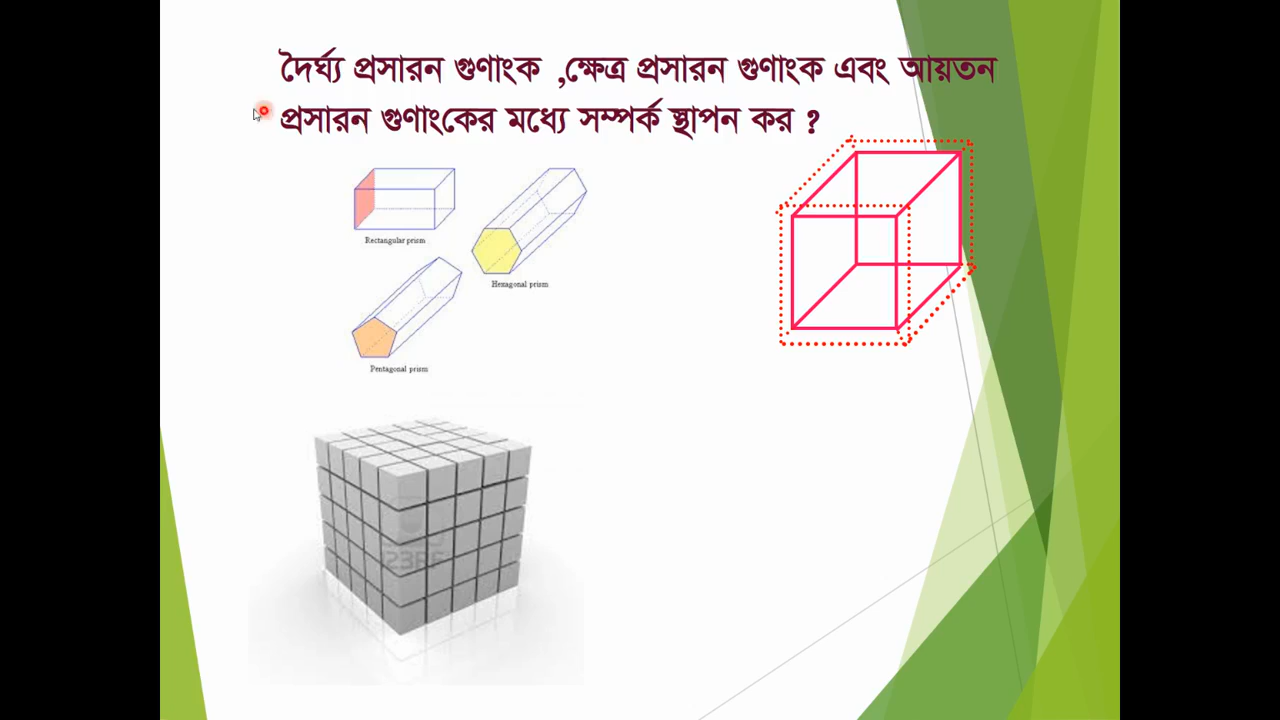 দৈর্ঘ্য প্রসারন গুণাংক ,ক্ষেত্র প্রসারন গুণাংক এবং আয়তন
প্রসারন গুণাংকের মধ্যে সম্পর্ক স্থাপন কর ?
Rectangular prism
Hexagonal prism
Pentagonal prism
123RF